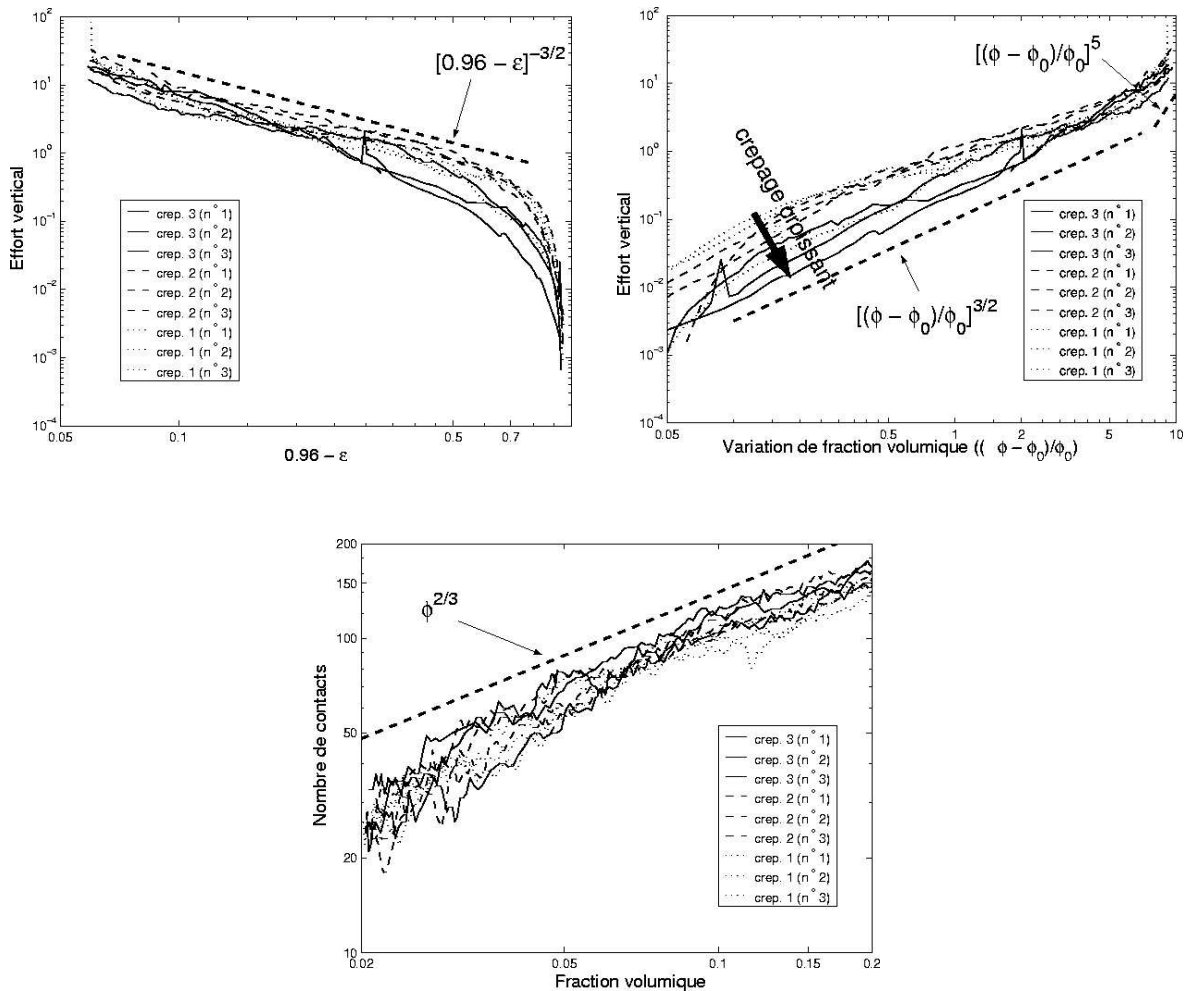 10^2
10^1
10^0
10^-1
10^-2
10^-3
10^-4
Effort vertical
[0.96 – ε]^–3/2
crep. 3 (n°1)
crep. 3 (n°2)
crep. 3 (n°3)
crep. 2 (n°1)
crep. 2 (n°2)
crep. 2 (n°3)
crep. 1 (n°1)
crep. 1 (n°2)
crep. 1 (n°3)
0.05 0.1 0.5 0.7
0.96 – ε
10^2
10^1
10^0
10^-1
10^-2
10^-3
10^-4
Effort vertical
[(ϕ – ϕ_0)/ϕ_0]^5
crepage croissant
[(ϕ – ϕ_0)/ϕ_0]^3/2
crep. 3 (n°1)
crep. 3 (n°2)
crep. 3 (n°3)
crep. 2 (n°1)
crep. 2 (n°2)
crep. 2 (n°3)
crep. 1 (n°1)
crep. 1 (n°2)
crep. 1 (n°3)
0.05 0.5 1 2 5 10
Variation de fraction volumique (( ϕ – ϕ_0)/ϕ_0)
200
150
100
50
20
10
Nombre de contacts
ϕ^2/3
crep. 3 (n°1)
crep. 3 (n°2)
crep. 3 (n°3)
crep. 2 (n°1)
crep. 2 (n°2)
crep. 2 (n°3)
crep. 1 (n°1)
crep. 1 (n°2)
crep. 1 (n°3)
0.02 0.05 0.1 0.2
Fraction volumique